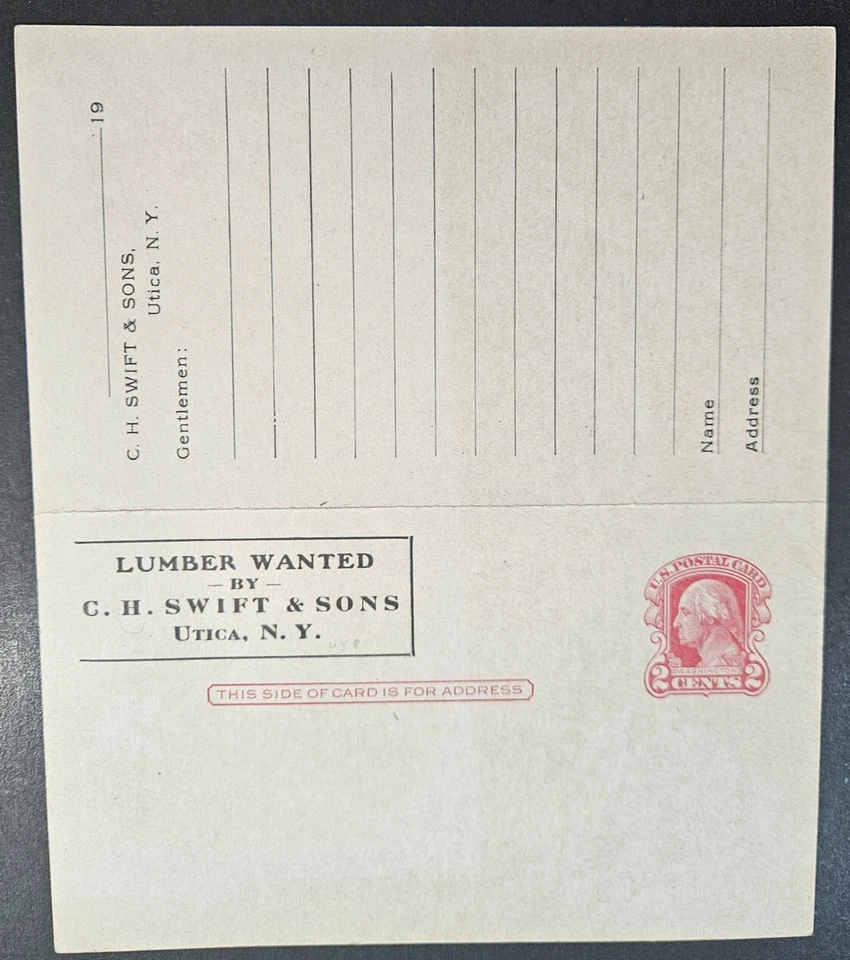 19
C. H. SWIFT & SONS,
Utica, N. Y.
Gentlemen:
Name
Address
LUMBER WANTED
— BY —
C. H. SWIFT & SONS
UTICA, N. Y.
U.S. POSTAL CARD
WASHINGTON
2 CENTS 2
THIS SIDE OF CARD IS FOR ADDRESS